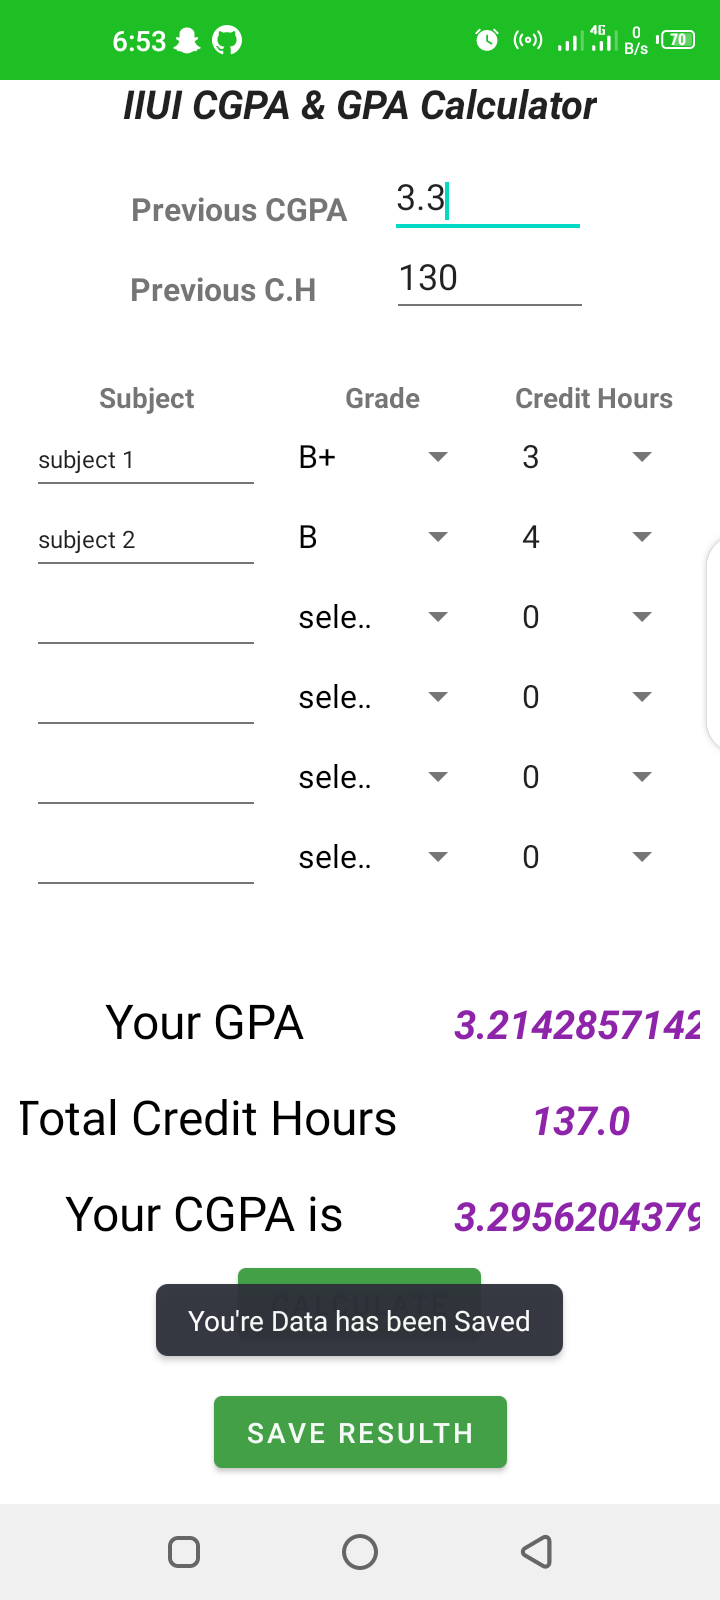 6:53 4G 0 B/s 70
IIUI CGPA & GPA Calculator
Previous CGPA 3.3
Previous C.H 130
Subject Grade Credit Hours
subject 1 B+ 3
subject 2 B 4
sele.. 0
sele.. 0
sele.. 0
sele.. 0
Your GPA 3.2142857142
Total Credit Hours 137.0
Your CGPA is 3.2956204379
CALCULATE
You're Data has been Saved
SAVE RESULTH